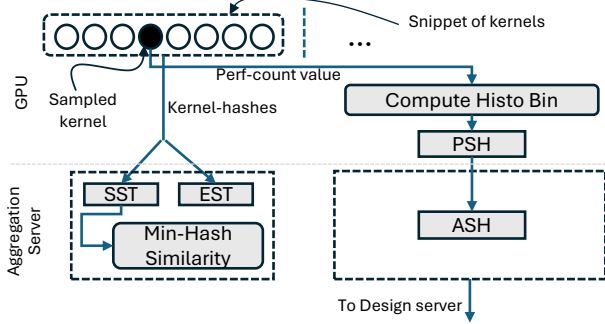 Snippet of kernels
...
Perf-count value
GPU
Sampled
kernel
Kernel-hashes
Compute Histo Bin
PSH
Aggregation
Server
SST
EST
Min-Hash
Similarity
ASH
To Design server